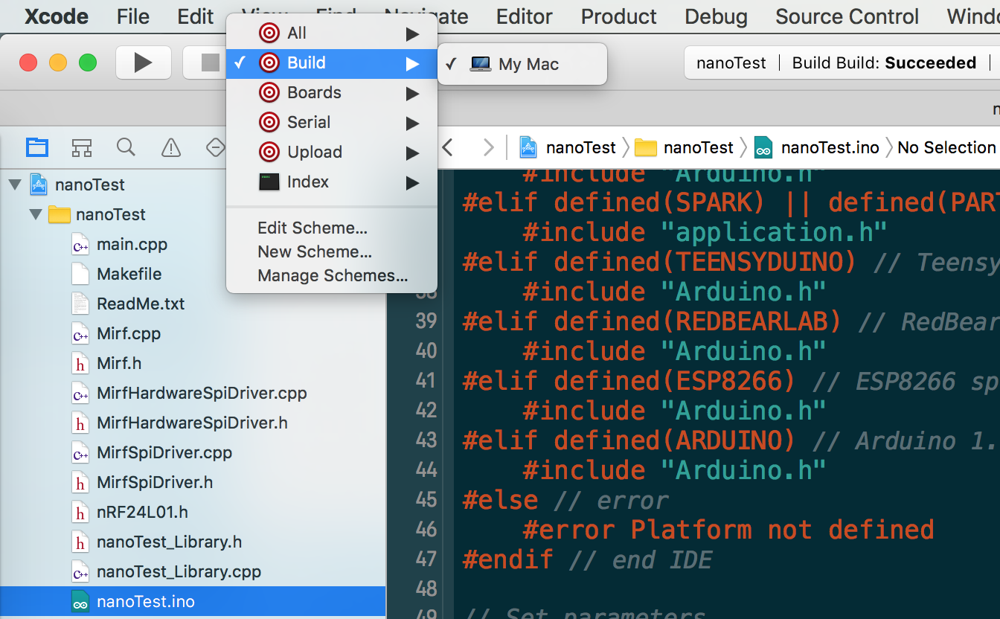 Xcode File Edit View Find Navigate Editor Product Debug Source Control
All
Build
My Mac
Boards
Serial
Upload
Index
Edit Scheme...
New Scheme...
Manage Schemes...
nanoTest Build Build: Succeeded
nanoTest nanoTest nanoTest.ino No Selection
nanoTest
nanoTest
main.cpp
Makefile
ReadMe.txt
Mirf.cpp
Mirf.h
MirfHardwareSpiDriver.cpp
MirfHardwareSpiDriver.h
MirfSpiDriver.cpp
MirfSpiDriver.h
nRF24L01.h
nanoTest_Library.h
nanoTest_Library.cpp
nanoTest.ino
#include "Arduino.h"
#elif defined(SPARK) || defined(PART
#include "application.h"
#elif defined(TEENSYDUINO) // Teensy
38 #include "Arduino.h"
39 #elif defined(REDBEARLAB) // RedBear
40 #include "Arduino.h"
41 #elif defined(ESP8266) // ESP8266 sp
42 #include "Arduino.h"
43 #elif defined(ARDUINO) // Arduino 1.
44 #include "Arduino.h"
45 #else // error
46 #error Platform not defined
47 #endif // end IDE
48
49 // Set parameters